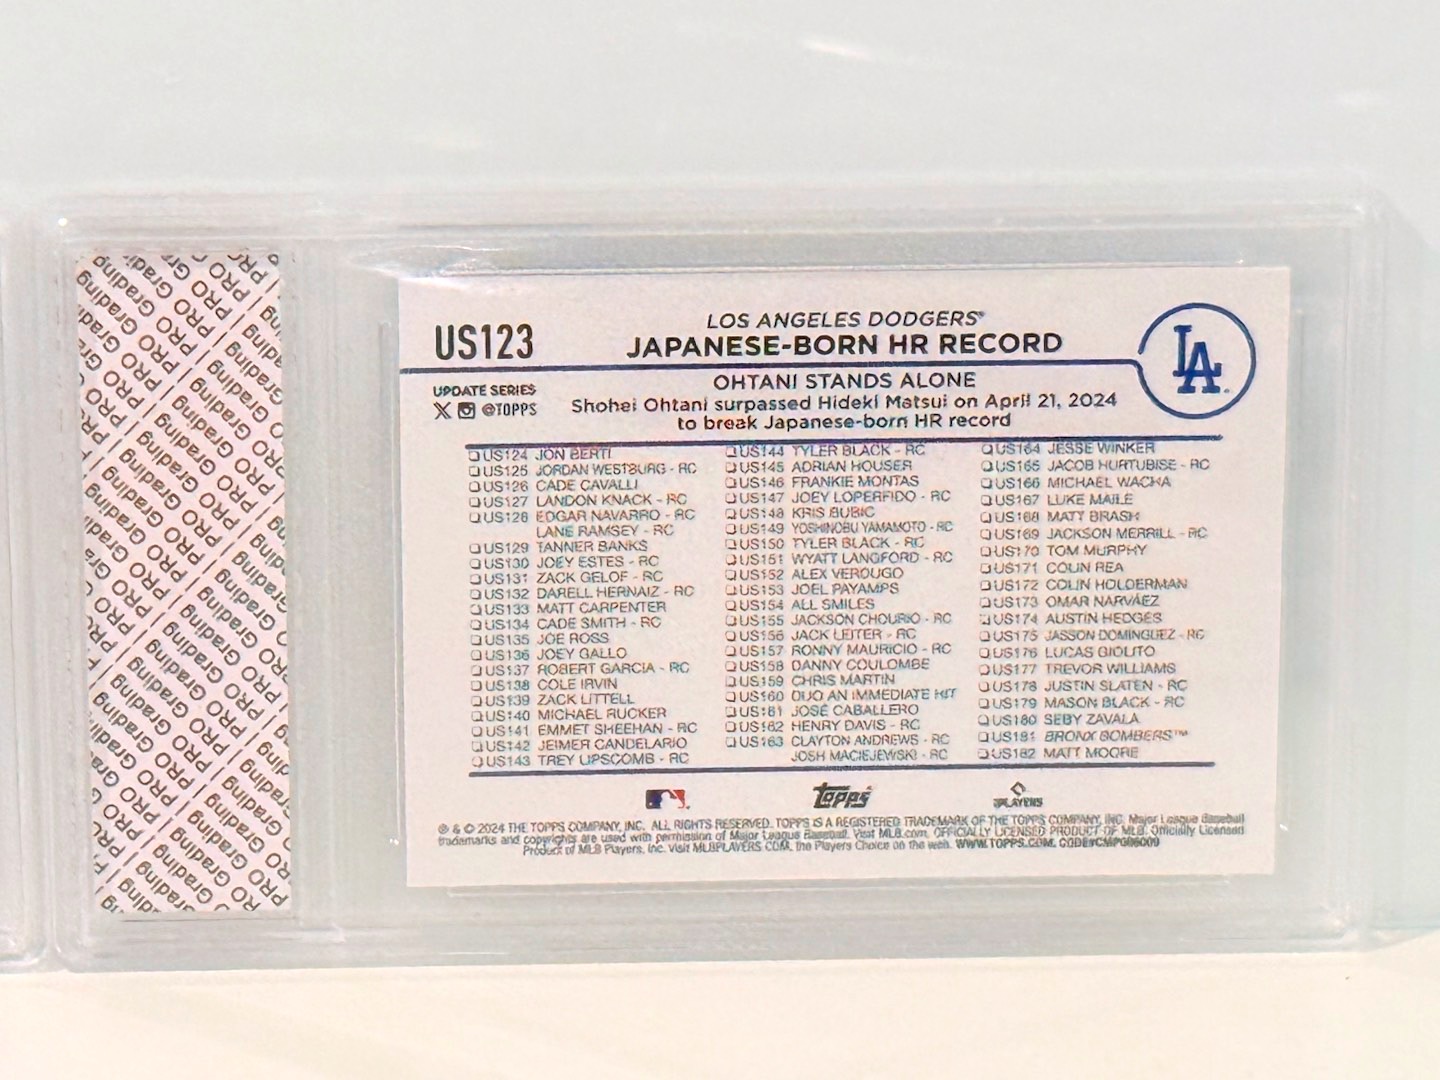 PRO Grading
US123
UPDATE SERIES
@TOPPS
LOS ANGELES DODGERS®
JAPANESE-BORN HR RECORD
LA
OHTANI STANDS ALONE
Shohei Ohtani surpassed Hideki Matsui on April 21, 2024
to break Japanese-born HR record
US124 JON BERTI
US125 JORDAN WESTBURG - RC
US126 CADE CAVALLI
US127 LANDON KNACK - RC
US128 EDGAR NAVARRO - RC
LANE RAMSEY - RC
US129 TANNER BANKS
US130 JOEY ESTES - RC
US131 ZACK GELOF - RC
US132 DARELL HERNAIZ - RC
US133 MATT CARPENTER
US134 CADE SMITH - RC
US135 JOE ROSS
US136 JOEY GALLO
US137 ROBERT GARCIA - RC
US138 COLE IRVIN
US139 ZACK LITTELL
US140 MICHAEL RUCKER
US141 EMMET SHEEHAN - RC
US142 JEIMER CANDELARIO
US143 TREY LIPSCOMB - RC
US144 TYLER BLACK - RC
US145 ADRIAN HOUSER
US146 FRANKIE MONTAS
US147 JOEY LOPERFIDO - RC
US148 KRIS BUBIC
US149 YOSHINOBU YAMAMOTO - RC
US150 TYLER BLACK - RC
US151 WYATT LANGFORD - RC
US152 ALEX VERDUGO
US153 JOEL PAYAMPS
US154 ALL SMILES
US155 JACKSON CHOURIO - RC
US156 JACK LEITER - RC
US157 RONNY MAURICIO - RC
US158 DANNY COULOMBE
US159 CHRIS MARTIN
US160 DUO AN IMMEDIATE HIT
US161 JOSÉ CABALLERO
US162 HENRY DAVIS - RC
US163 CLAYTON ANDREWS - RC
JOSH MACIEJEWSKI - RC
US164 JESSE WINKER
US165 JACOB HURTUBISE - RC
US166 MICHAEL WACHA
US167 LUKE MAILE
US168 MATT BRASH
US169 JACKSON MERRILL - RC
US170 TOM MURPHY
US171 COLIN REA
US172 COLIN HOLDERMAN
US173 OMAR NARVÁEZ
US174 AUSTIN HEDGES
US175 JASSON DOMÍNGUEZ - RC
US176 LUCAS GIOLITO
US177 TREVOR WILLIAMS
US178 JUSTIN SLATEN - RC
US179 MASON BLACK - RC
US180 SEBY ZAVALA
US181 BRONX BOMBERS™
US182 MATT MOORE
Topps
PLAYERS
® & © 2024 THE TOPPS COMPANY, INC. ALL RIGHTS RESERVED. TOPPS IS A REGISTERED TRADEMARK OF THE TOPPS COMPANY, INC. Major League Baseball
trademarks and copyrights are used with permission of Major League Baseball. Visit MLB.com. OFFICIALLY LICENSED PRODUCT OF MLB. Officially Licensed
Product of MLB Players, Inc. Visit MLBPLAYERS.COM, the Players Choice on the web. WWW.TOPPS.COM.